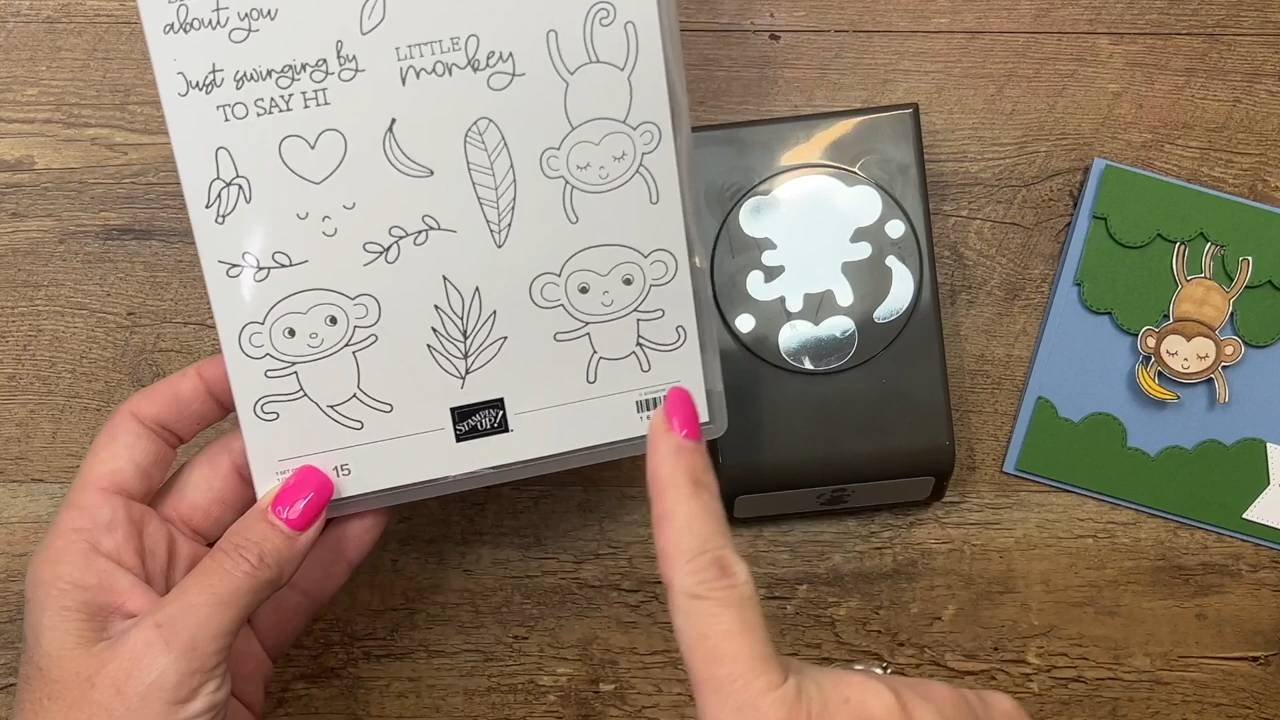 about you
Just swinging by
TO SAY HI
LITTLE
monkey
STAMPIN'
UP!
15